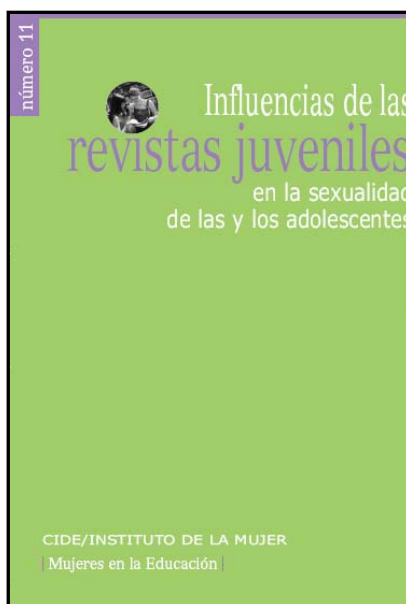 número 11
Influencias de las
revistas juveniles
en la sexualidad
de las y los adolescentes
CIDE/INSTITUTO DE LA MUJER
| Mujeres en la Educación |